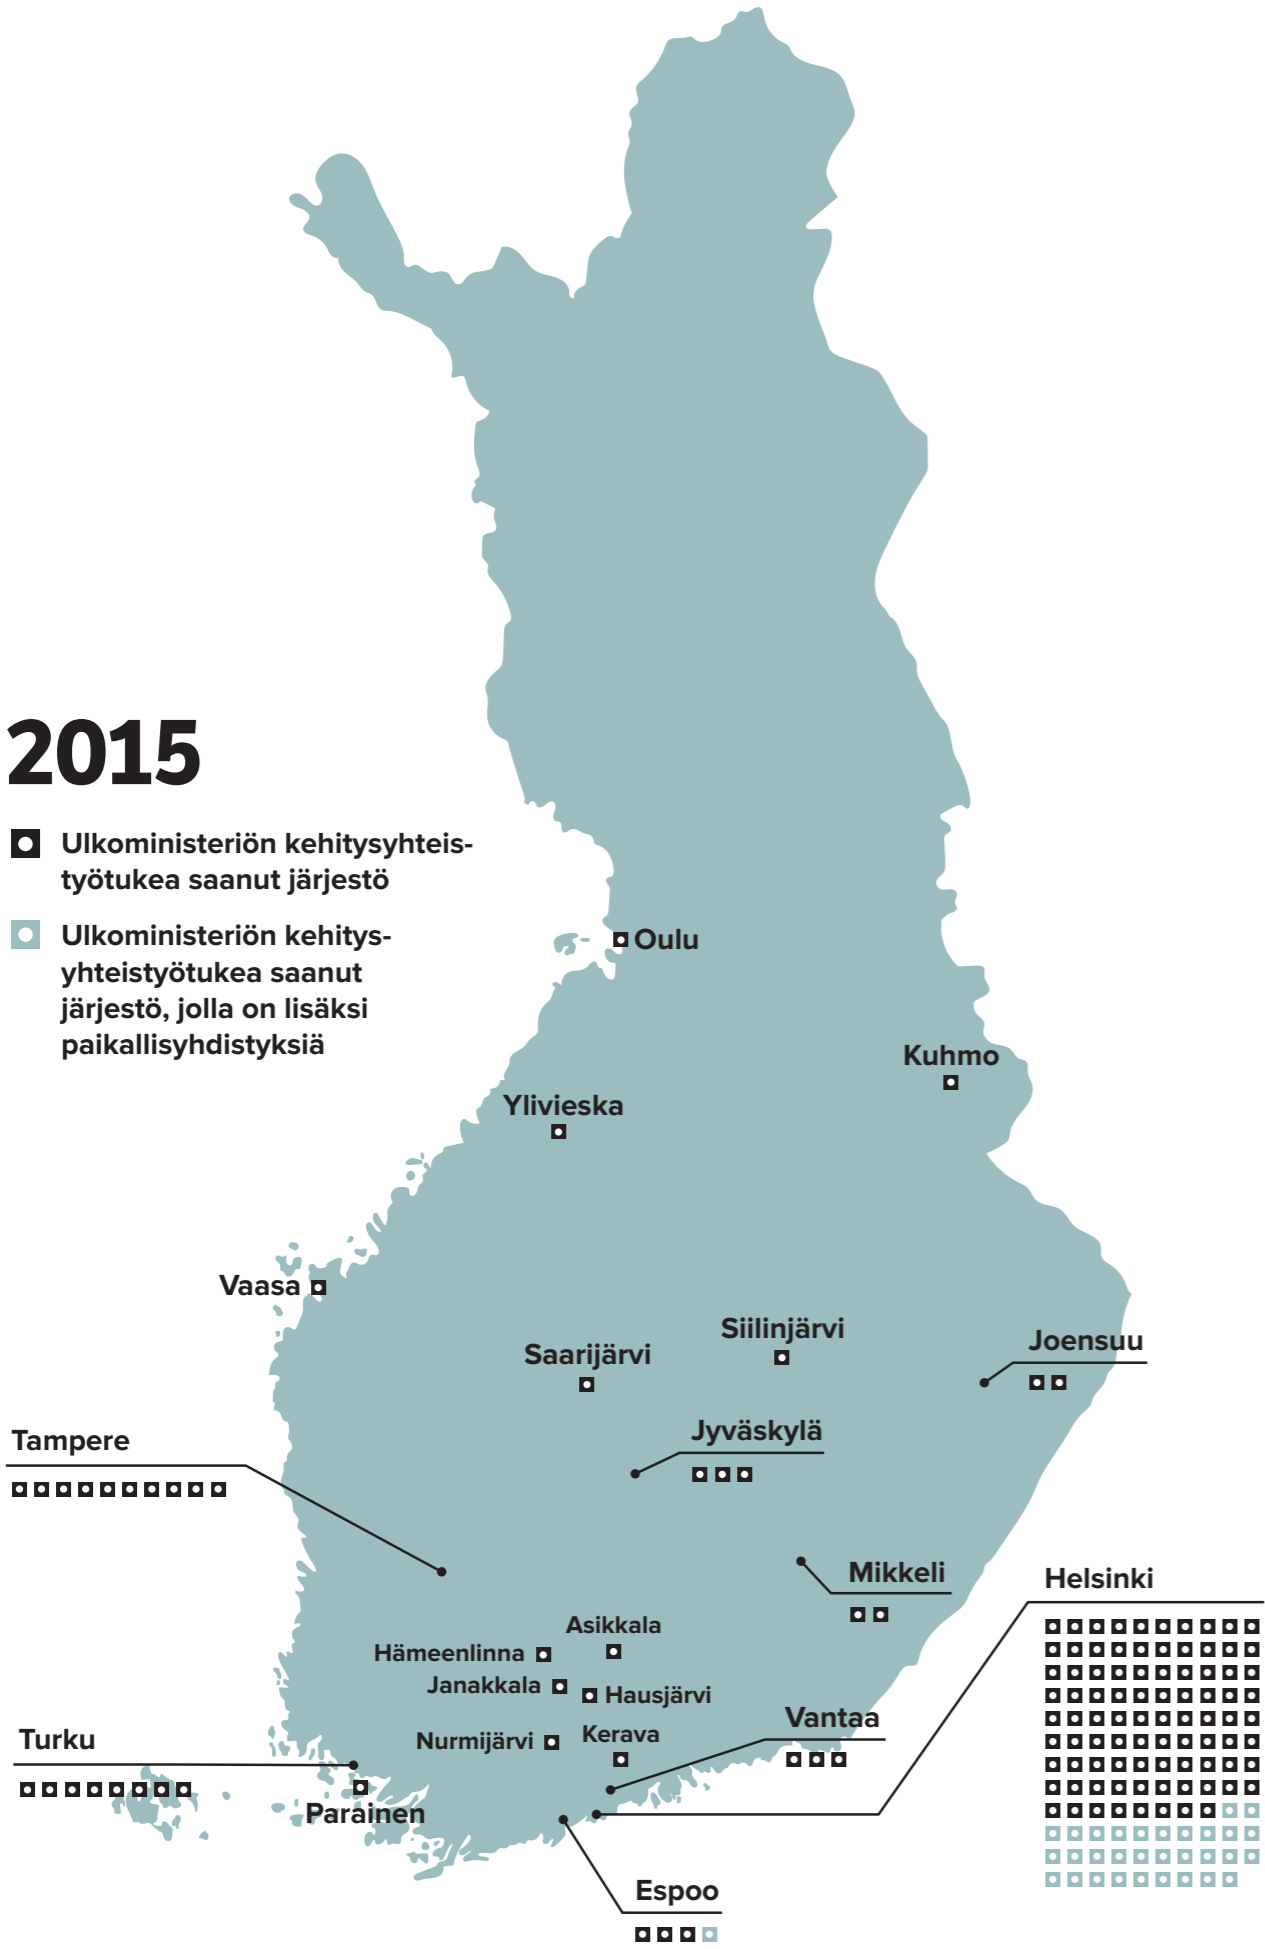 2015
Ulkoministeriön kehitysyhteis-
työtukea saanut järjestö
Ulkoministeriön kehitys-
yhteistyötukea saanut
järjestö, jolla on lisäksi
paikallisyhdistyksiä
Oulu
Kuhmo
Ylivieska
Vaasa
Siilinjärvi
Saarijärvi
Joensuu
Jyväskylä
Tampere
Mikkeli
Helsinki
Asikkala
Hämeenlinna
Janakkala
Hausjärvi
Vantaa
Nurmijärvi
Kerava
Turku
Parainen
Espoo